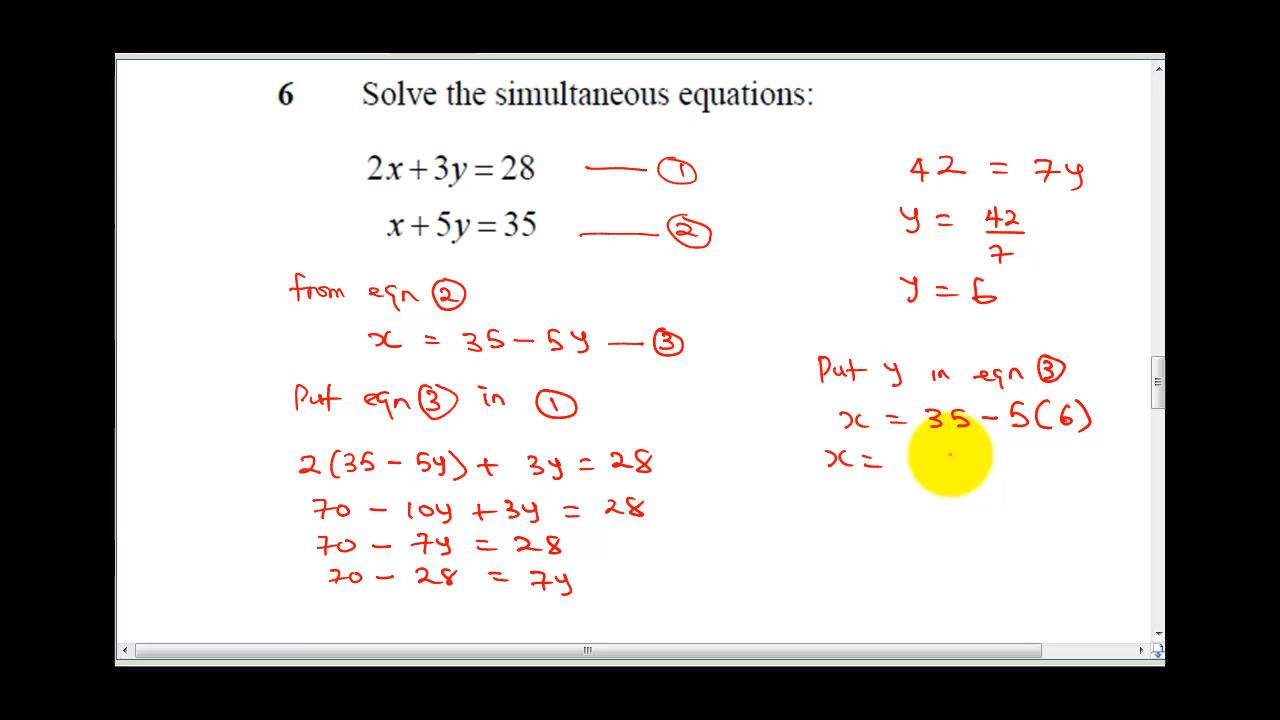 6 Solve the simultaneous equations:
2x + 3y = 28 —— ①
x + 5y = 35 —— ②
from eqn ②
x = 35 - 5y — ③
Put eqn ③ in ①
2(35 - 5y) + 3y = 28
70 - 10y + 3y = 28
70 - 7y = 28
70 - 28 = 7y
42 = 7y
y = 42/7
y = 6
Put y in eqn ③
x = 35 - 5(6)
x =